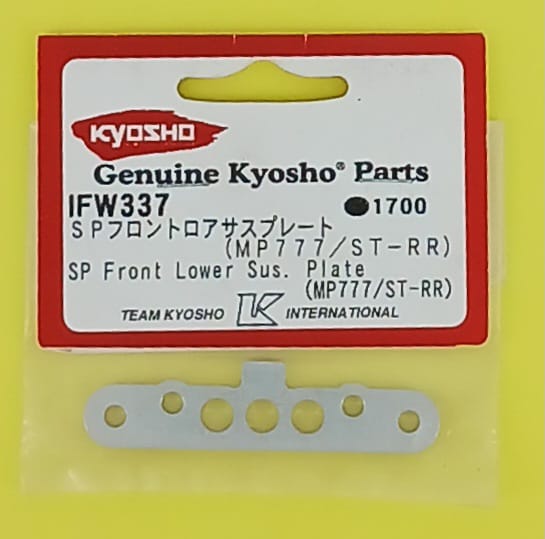 KYOSHO
Genuine Kyosho® Parts
IFW337 ●1700
SPフロントロアサスプレート
(MP777/ST-RR)
SP Front Lower Sus. Plate
(MP777/ST-RR)
TEAM KYOSHO K INTERNATIONAL